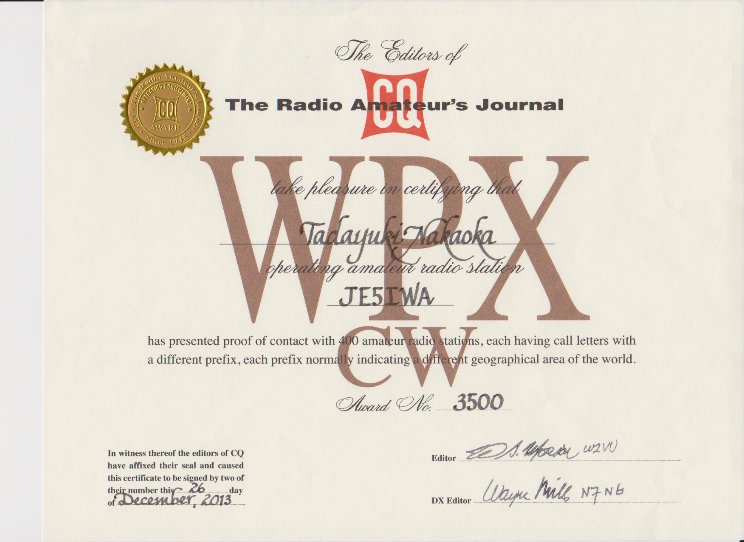 The Editors of
CQ
The Radio Amateur's Journal
CQ
AWARD
WPX
take pleasure in certifying that
Tadayuki Nakaoka
operating amateur radio station
JE5IWA
has presented proof of contact with 400 amateur radio stations, each having call letters with
a different prefix, each prefix normally indicating a different geographical area of the world.
CW
Award No. 3500
In witness thereof the editors of CQ
have affixed their seal and caused
this certificate to be signed by two of
their number this 26 day
of December, 2013
Editor W2VU
DX Editor Wayne Mills N7NG